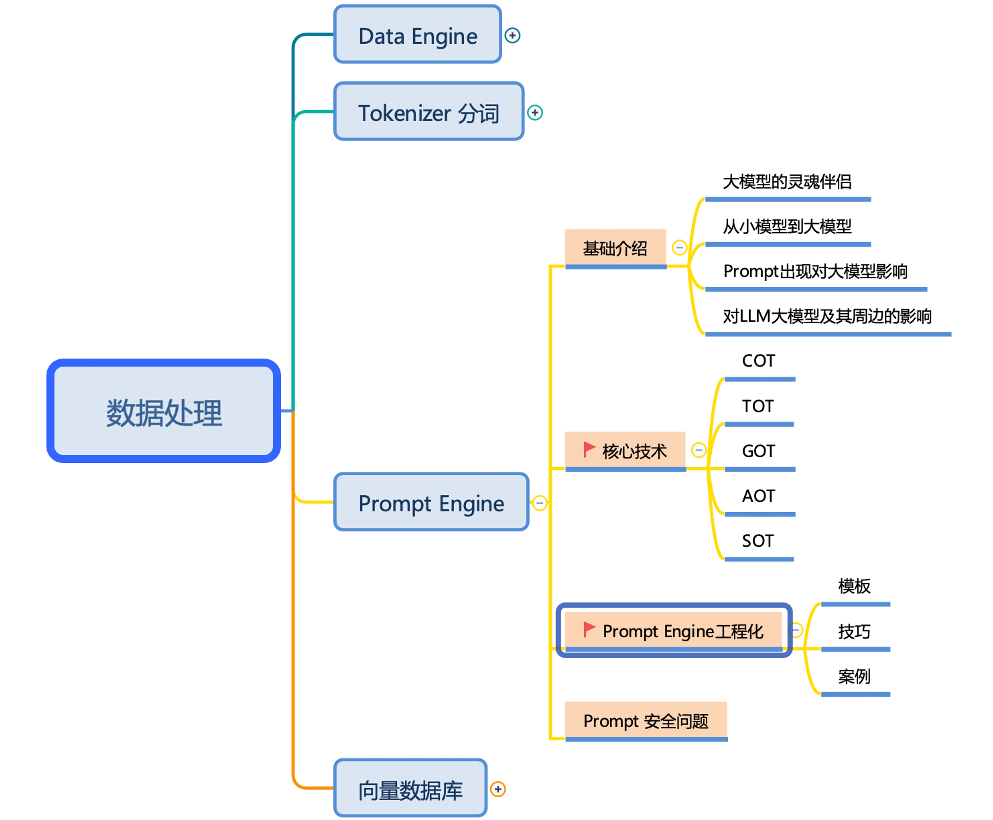 数据处理
Data Engine
Tokenizer 分词
Prompt Engine
基础介绍
大模型的灵魂伴侣
从小模型到大模型
Prompt出现对大模型影响
对LLM大模型及其周边的影响
核心技术
COT
TOT
GOT
AOT
SOT
Prompt Engine工程化
模板
技巧
案例
Prompt 安全问题
向量数据库